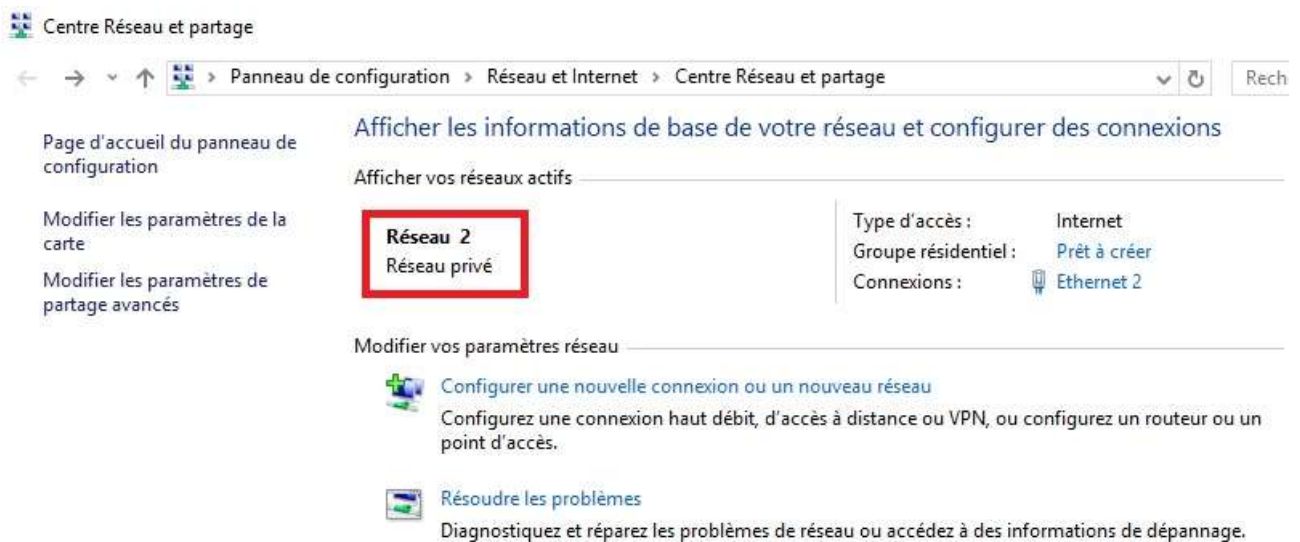 Centre Réseau et partage
Panneau de configuration > Réseau et Internet > Centre Réseau et partage
Rech
Page d'accueil du panneau de
configuration
Modifier les paramètres de la
carte
Modifier les paramètres de
partage avancés
Afficher les informations de base de votre réseau et configurer des connexions
Afficher vos réseaux actifs
Réseau 2
Réseau privé
Type d'accès : Internet
Groupe résidentiel : Prêt à créer
Connexions : Ethernet 2
Modifier vos paramètres réseau
Configurer une nouvelle connexion ou un nouveau réseau
Configurez une connexion haut débit, d'accès à distance ou VPN, ou configurez un routeur ou un
point d'accès.
Résoudre les problèmes
Diagnostiquez et réparez les problèmes de réseau ou accédez à des informations de dépannage.